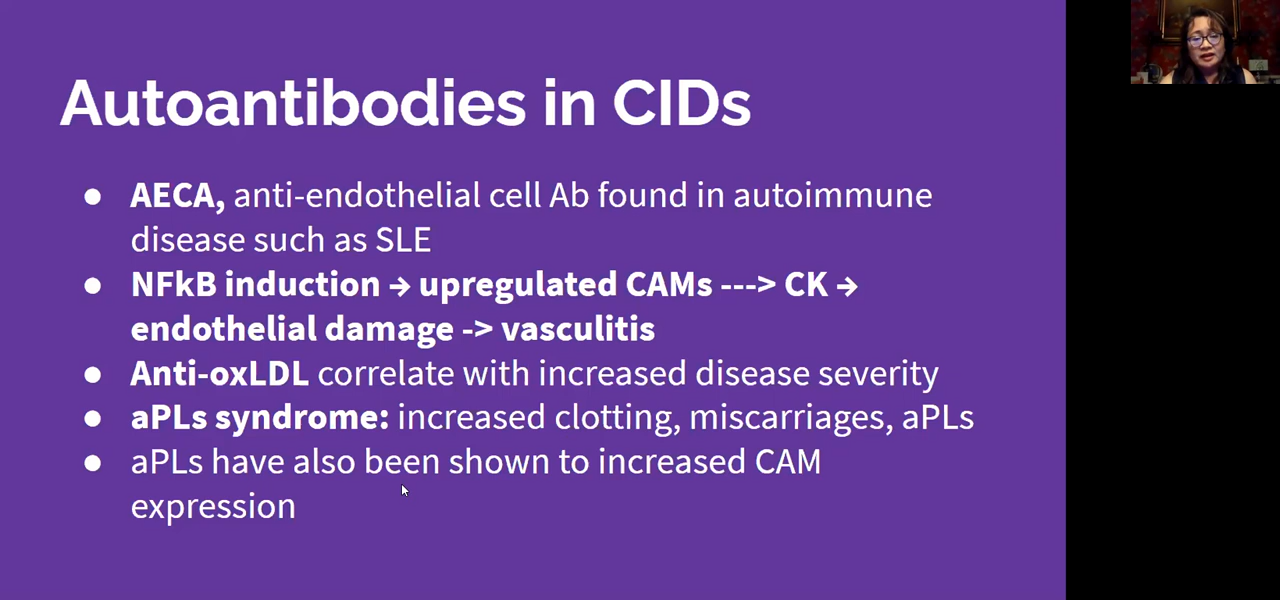 Autoantibodies in CIDs
● AECA, anti-endothelial cell Ab found in autoimmune
disease such as SLE
● NFkB induction → upregulated CAMs ---> CK →
endothelial damage -> vasculitis
● Anti-oxLDL correlate with increased disease severity
● aPLs syndrome: increased clotting, miscarriages, aPLs
● aPLs have also been shown to increased CAM
expression